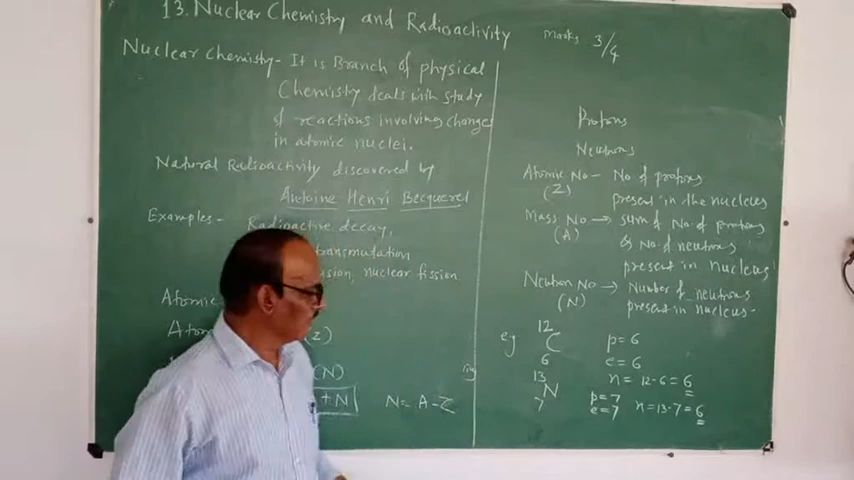 13. Nuclear Chemistry and Radioactivity
Marks 3/4
Nuclear Chemistry - It is Branch of physical
Chemistry deals with study
of reactions involving changes
in atomic nuclei.
Natural Radioactivity discovered by
Antoine Henri Becquerel
Examples - Radioactive decay,
transmutation
nuclear fission.
Atomic
(Z)
(N)
+N
N = A - Z
Protons
Neutrons
Atomic No - No of protons
(Z) present in the nucleus
Mass No → sum of No. of protons
(A) & No. of neutrons
present in nucleus
Neutron No → Number of neutrons
(N) present in nucleus -
eg 12 C 6 p = 6
e = 6
n = 12-6 = 6
13 N 7 p = 7
e = 7 n = 13-7 = 6